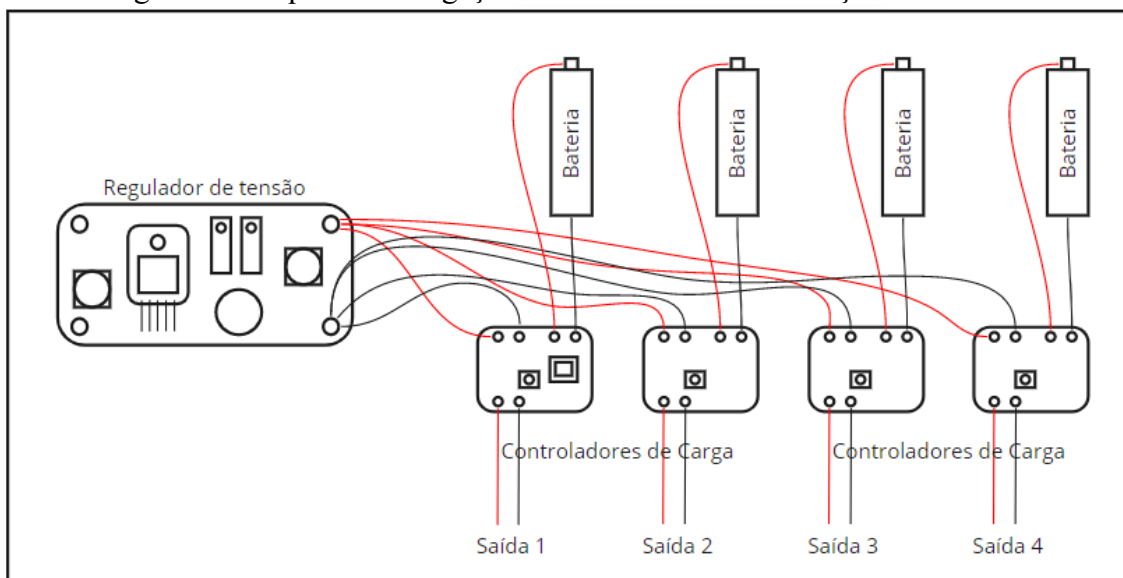 Bateria
Bateria
Bateria
Bateria
Regulador de tensão
Controladores de Carga
Controladores de Carga
Saída 1
Saída 2
Saída 3
Saída 4